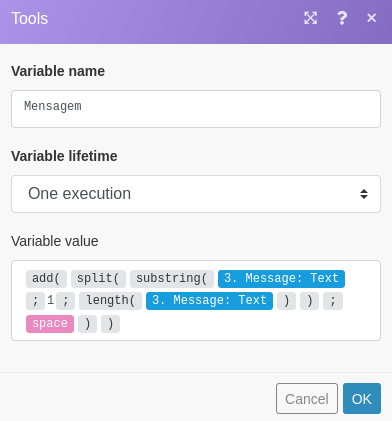 Tools ? ×
Variable name
Mensagem
Variable lifetime
One execution
Variable value
add( split( substring( 3. Message: Text
; 1 ; length( 3. Message: Text ) ) ;
space ) )
Cancel OK